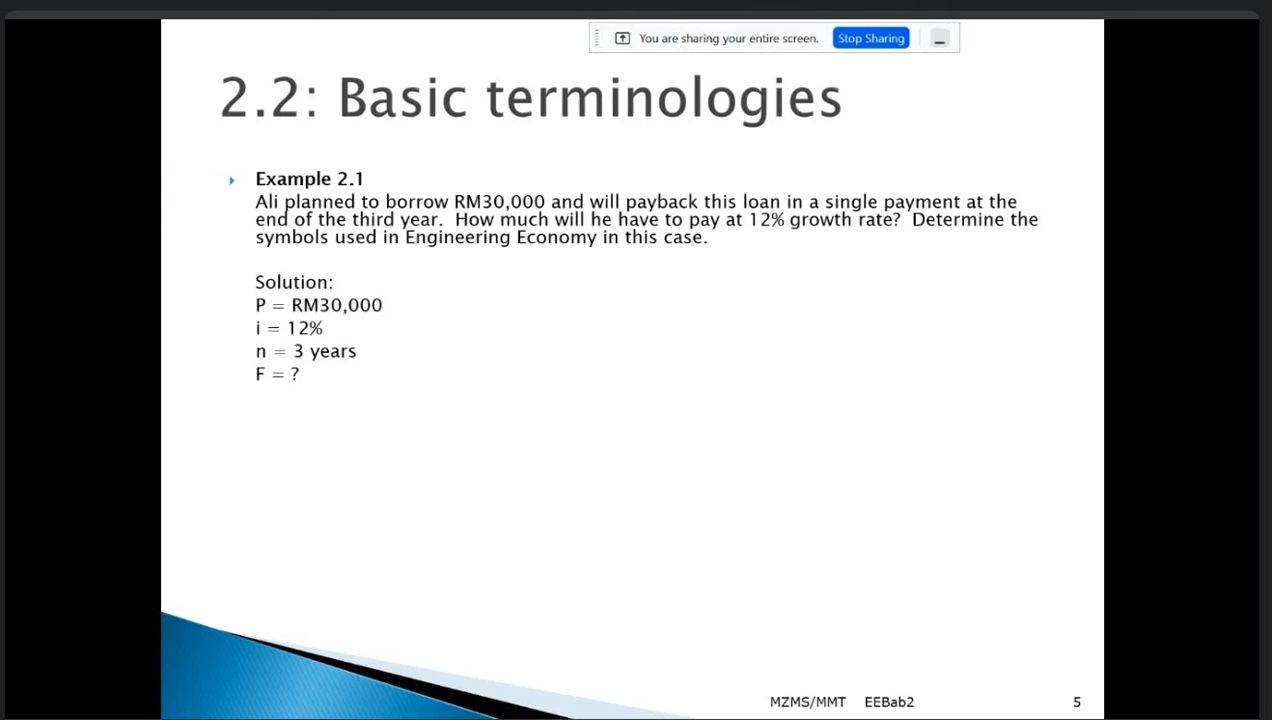 You are sharing your entire screen. Stop Sharing
2.2: Basic terminologies
Example 2.1
Ali planned to borrow RM30,000 and will payback this loan in a single payment at the
end of the third year. How much will he have to pay at 12% growth rate? Determine the
symbols used in Engineering Economy in this case.
Solution:
P = RM30,000
i = 12%
n = 3 years
F = ?
MZMS/MMT EEBab2 5